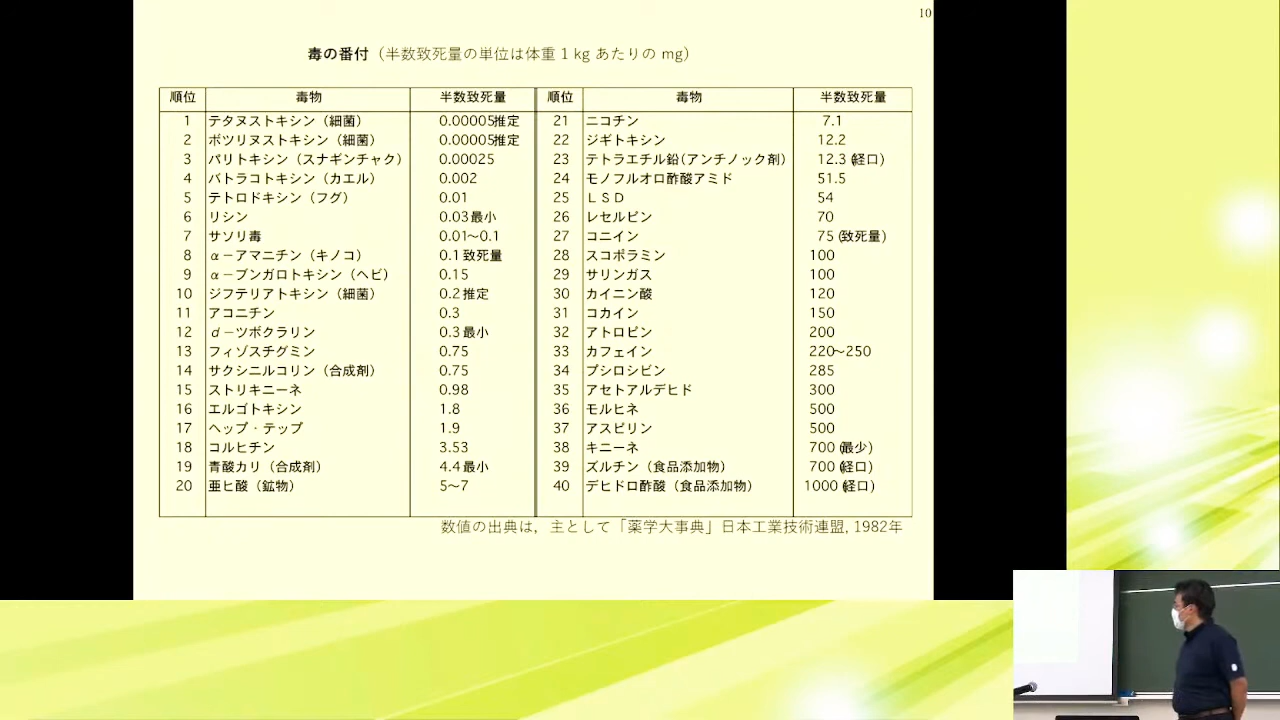 10
毒の番付（半数致死量の単位は体重 1 kg あたりの mg）
順位 毒物 半数致死量 順位 毒物 半数致死量
1 テタヌストキシン（細菌） 0.00005推定 21 ニコチン 7.1
2 ボツリヌストキシン（細菌） 0.00005推定 22 ジギトキシン 12.2
3 パリトキシン（スナギンチャク） 0.00025 23 テトラエチル鉛(アンチノック剤) 12.3 (経口)
4 バトラコトキシン（カエル） 0.002 24 モノフルオロ酢酸アミド 51.5
5 テトロドキシン（フグ） 0.01 25 ＬＳＤ 54
6 リシン 0.03最小 26 レセルピン 70
7 サソリ毒 0.01～0.1 27 コニイン 75 (致死量)
8 α－アマニチン（キノコ） 0.1致死量 28 スコポラミン 100
9 α－ブンガロトキシン（ヘビ） 0.15 29 サリンガス 100
10 ジフテリアトキシン（細菌） 0.2推定 30 カイニン酸 120
11 アコニチン 0.3 31 コカイン 150
12 ｄ－ツボクラリン 0.3最小 32 アトロピン 200
13 フィゾスチグミン 0.75 33 カフェイン 220～250
14 サクシニルコリン（合成剤） 0.75 34 プシロシビン 285
15 ストリキニーネ 0.98 35 アセトアルデヒド 300
16 エルゴトキシン 1.8 36 モルヒネ 500
17 ヘップ・テップ 1.9 37 アスピリン 500
18 コルヒチン 3.53 38 キニーネ 700 (最少)
19 青酸カリ（合成剤） 4.4最小 39 ズルチン（食品添加物） 700 (経口)
20 亜ヒ酸（鉱物） 5～7 40 デヒドロ酢酸（食品添加物） 1000 (経口)
数値の出典は，主として「薬学大事典」日本工業技術連盟, 1982年